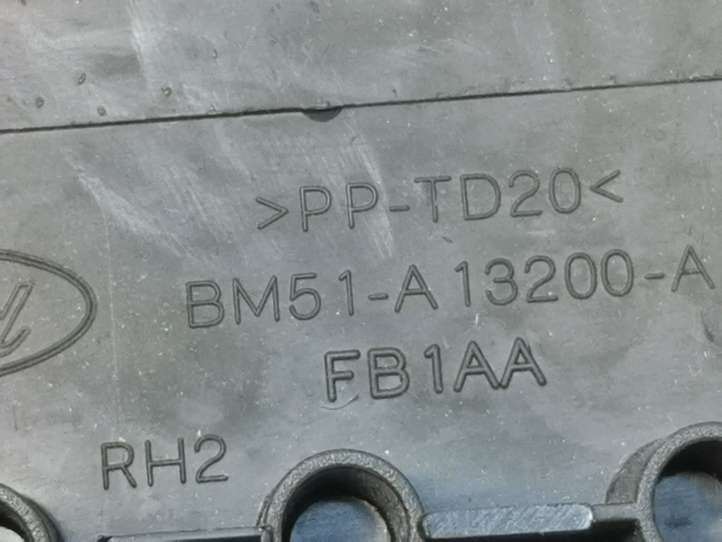 >PP-TD20<
BM51-A13200-A
FB1AA
RH2